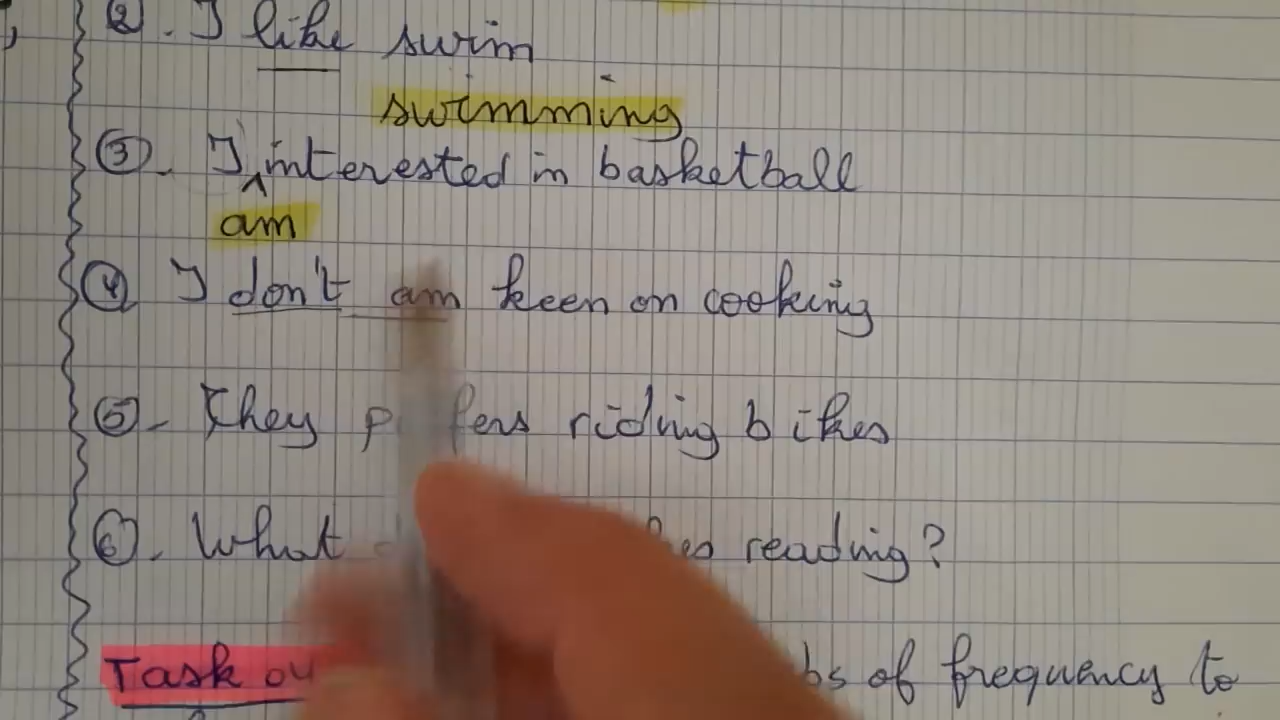 2. I like swim
swimming
3. I ^ interested in basketball
am
4 I don't am keen on cooking
5. They riding bikes
6. What reading?
Task of frequency to